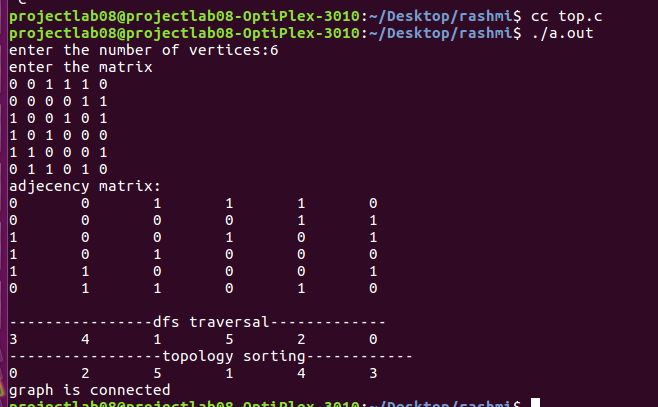 projectlab08@projectlab08-OptiPlex-3010:~/Desktop/rashmi$ cc top.c
projectlab08@projectlab08-OptiPlex-3010:~/Desktop/rashmi$ ./a.out
enter the number of vertices:6
enter the matrix
0 0 1 1 1 0
0 0 0 0 1 1
1 0 0 1 0 1
1 0 1 0 0 0
1 1 0 0 0 1
0 1 1 0 1 0
adjecency matrix:
0 0 1 1 1 0
0 0 0 0 1 1
1 0 0 1 0 1
1 0 1 0 0 0
1 1 0 0 0 1
0 1 1 0 1 0
----------------dfs traversal-------------
3 4 1 5 2 0
-----------------topology sorting------------
0 2 5 1 4 3
graph is connected
projectlab08@projectlab08-OptiPlex-3010:~/Desktop/rashmi$